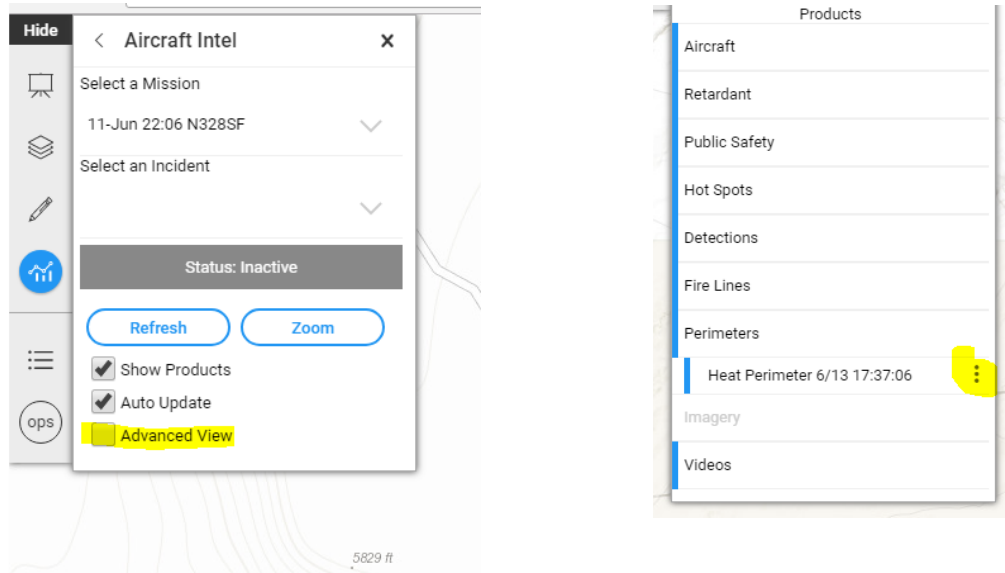 Hide
Aircraft Intel
Select a Mission
11-Jun 22:06 N328SF
Select an Incident
Status: Inactive
Refresh Zoom
Show Products
Auto Update
Advanced View
ops
5829 ft
Products
Aircraft
Retardant
Public Safety
Hot Spots
Detections
Fire Lines
Perimeters
Heat Perimeter 6/13 17:37:06
Imagery
Videos